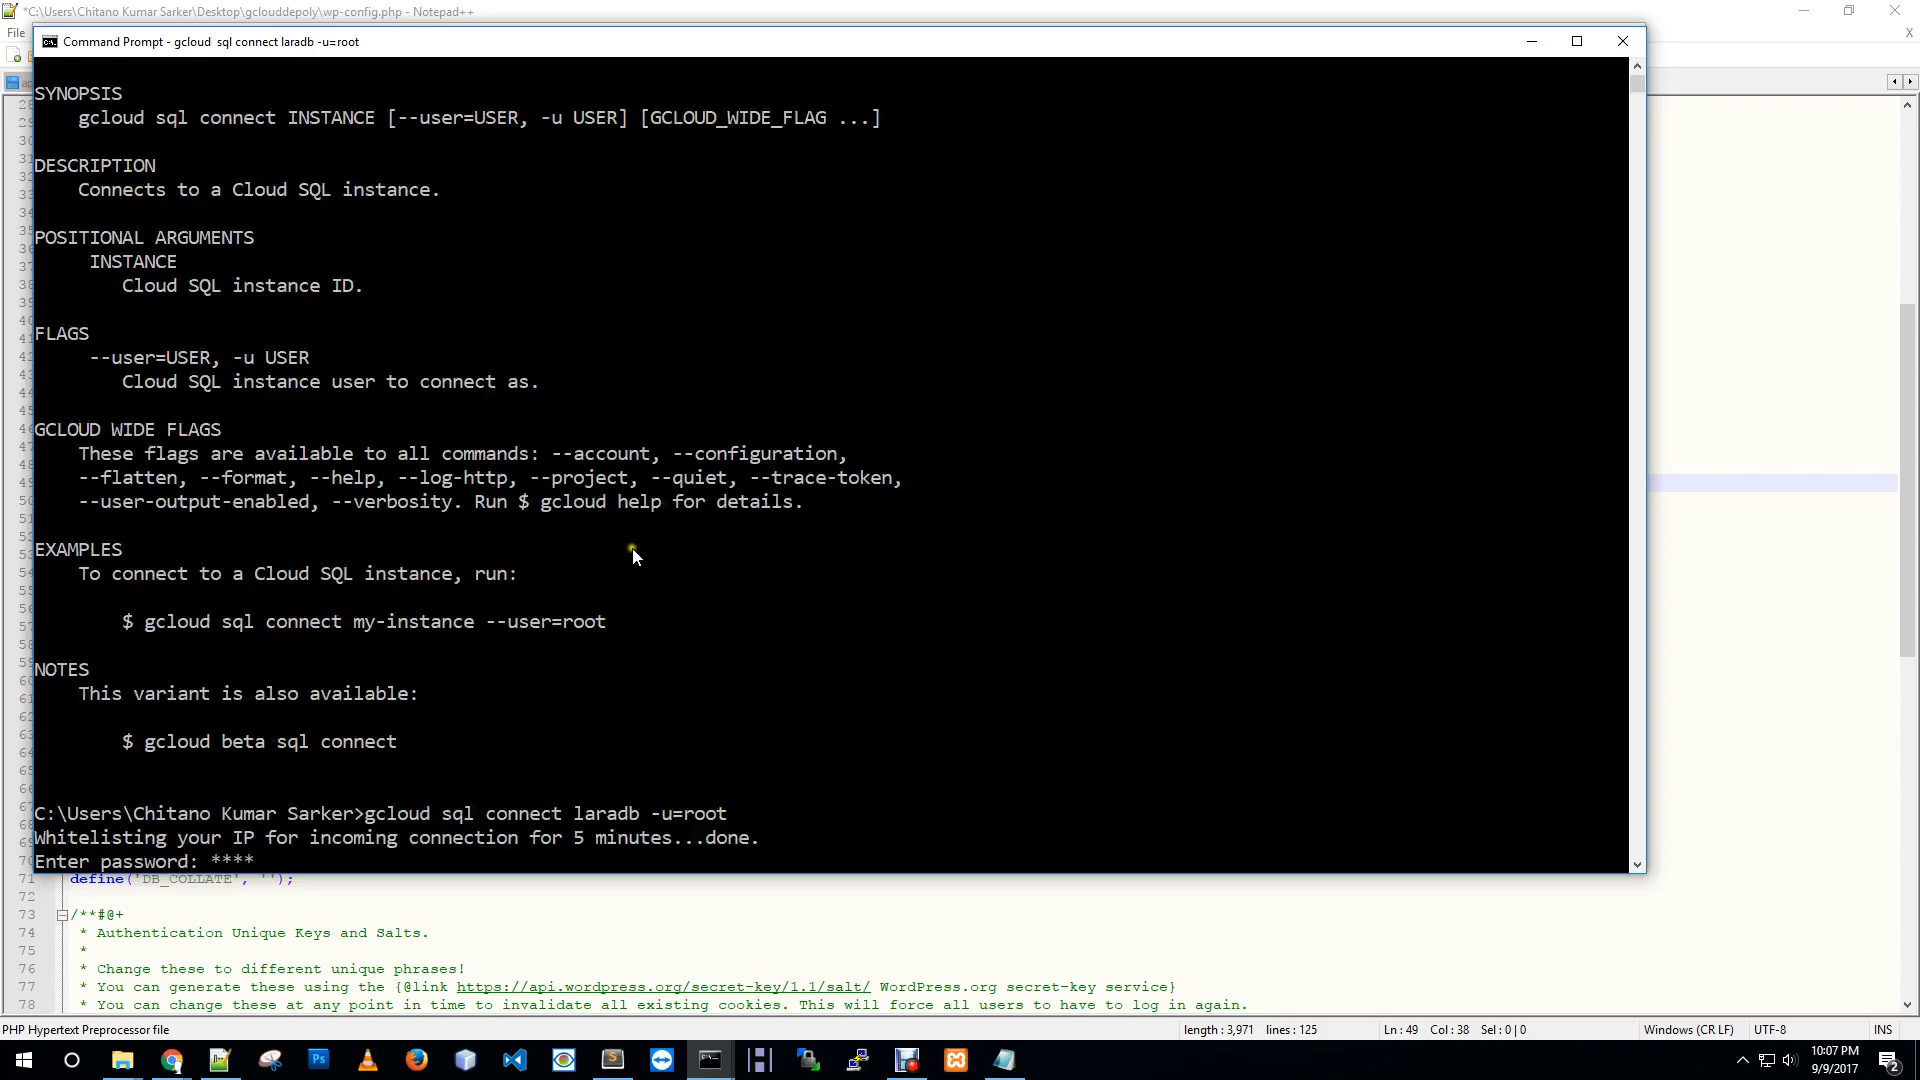 *C:\Users\Chitano Kumar Sarker\Desktop\gclouddepoly\wp-config.php - Notepad++
File
X
Command Prompt - gcloud  sql connect laradb -u=root
SYNOPSIS
gcloud sql connect INSTANCE [--user=USER, -u USER] [GCLOUD_WIDE_FLAG ...]
DESCRIPTION
Connects to a Cloud SQL instance.
POSITIONAL ARGUMENTS
INSTANCE
Cloud SQL instance ID.
FLAGS
--user=USER, -u USER
Cloud SQL instance user to connect as.
GCLOUD WIDE FLAGS
These flags are available to all commands: --account, --configuration,
--flatten, --format, --help, --log-http, --project, --quiet, --trace-token,
--user-output-enabled, --verbosity. Run $ gcloud help for details.
EXAMPLES
To connect to a Cloud SQL instance, run:
$ gcloud sql connect my-instance --user=root
NOTES
This variant is also available:
$ gcloud beta sql connect
C:\Users\Chitano Kumar Sarker>gcloud sql connect laradb -u=root
Whitelisting your IP for incoming connection for 5 minutes...done.
Enter password: ****
71 define('DB_COLLATE', '');
72
73 /**#@+
74 * Authentication Unique Keys and Salts.
75 *
76 * Change these to different unique phrases!
77 * You can generate these using the {@link https://api.wordpress.org/secret-key/1.1/salt/ WordPress.org secret-key service}
78 * You can change these at any point in time to invalidate all existing cookies. This will force all users to have to log in again.
PHP Hypertext Preprocessor file
length : 3,971 lines : 125
Ln : 49 Col : 38 Sel : 0 | 0
Windows (CR LF)
UTF-8
INS
10:07 PM
9/9/2017
2